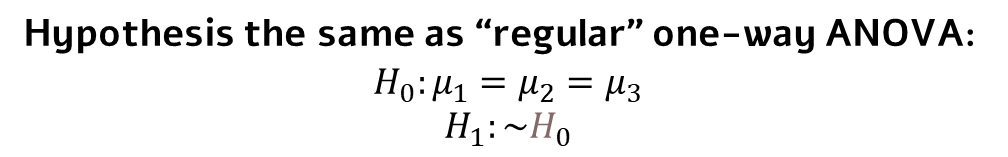 Hypothesis the same as “regular” one-way ANOVA:
H₀: μ₁ = μ₂ = μ₃
H₁: ~H₀